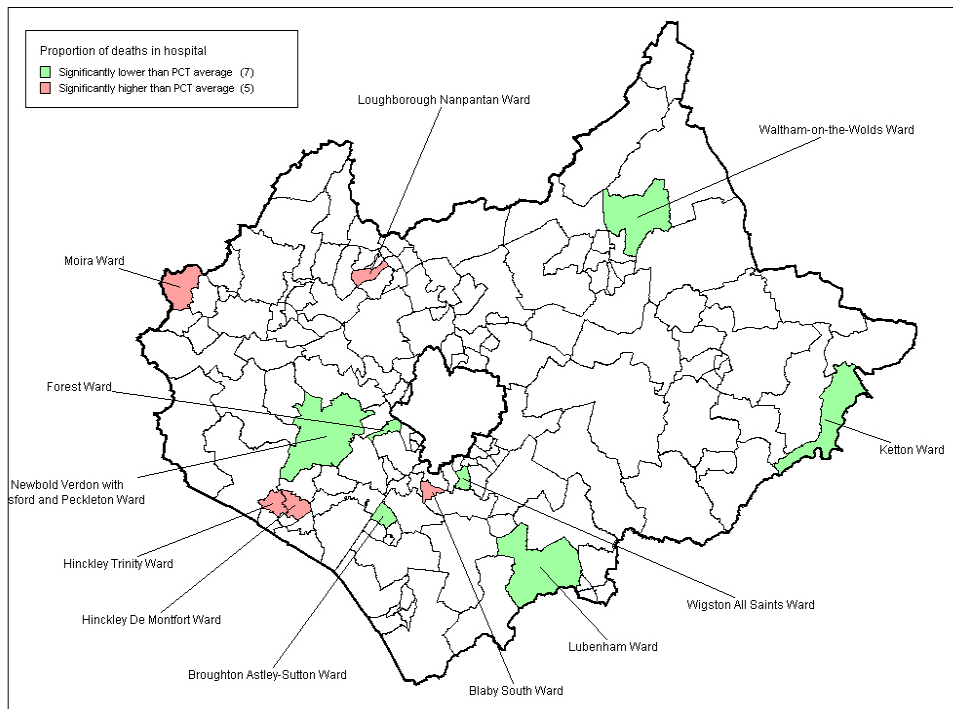 Proportion of deaths in hospital
Significantly lower than PCT average (7)
Significantly higher than PCT average (5)
Loughborough Nanpantan Ward
Waltham-on-the-Wolds Ward
Moira Ward
Forest Ward
Ketton Ward
Newbold Verdon with
sford and Peckleton Ward
Hinckley Trinity Ward
Wigston All Saints Ward
Hinckley De Montfort Ward
Lubenham Ward
Broughton Astley-Sutton Ward
Blaby South Ward